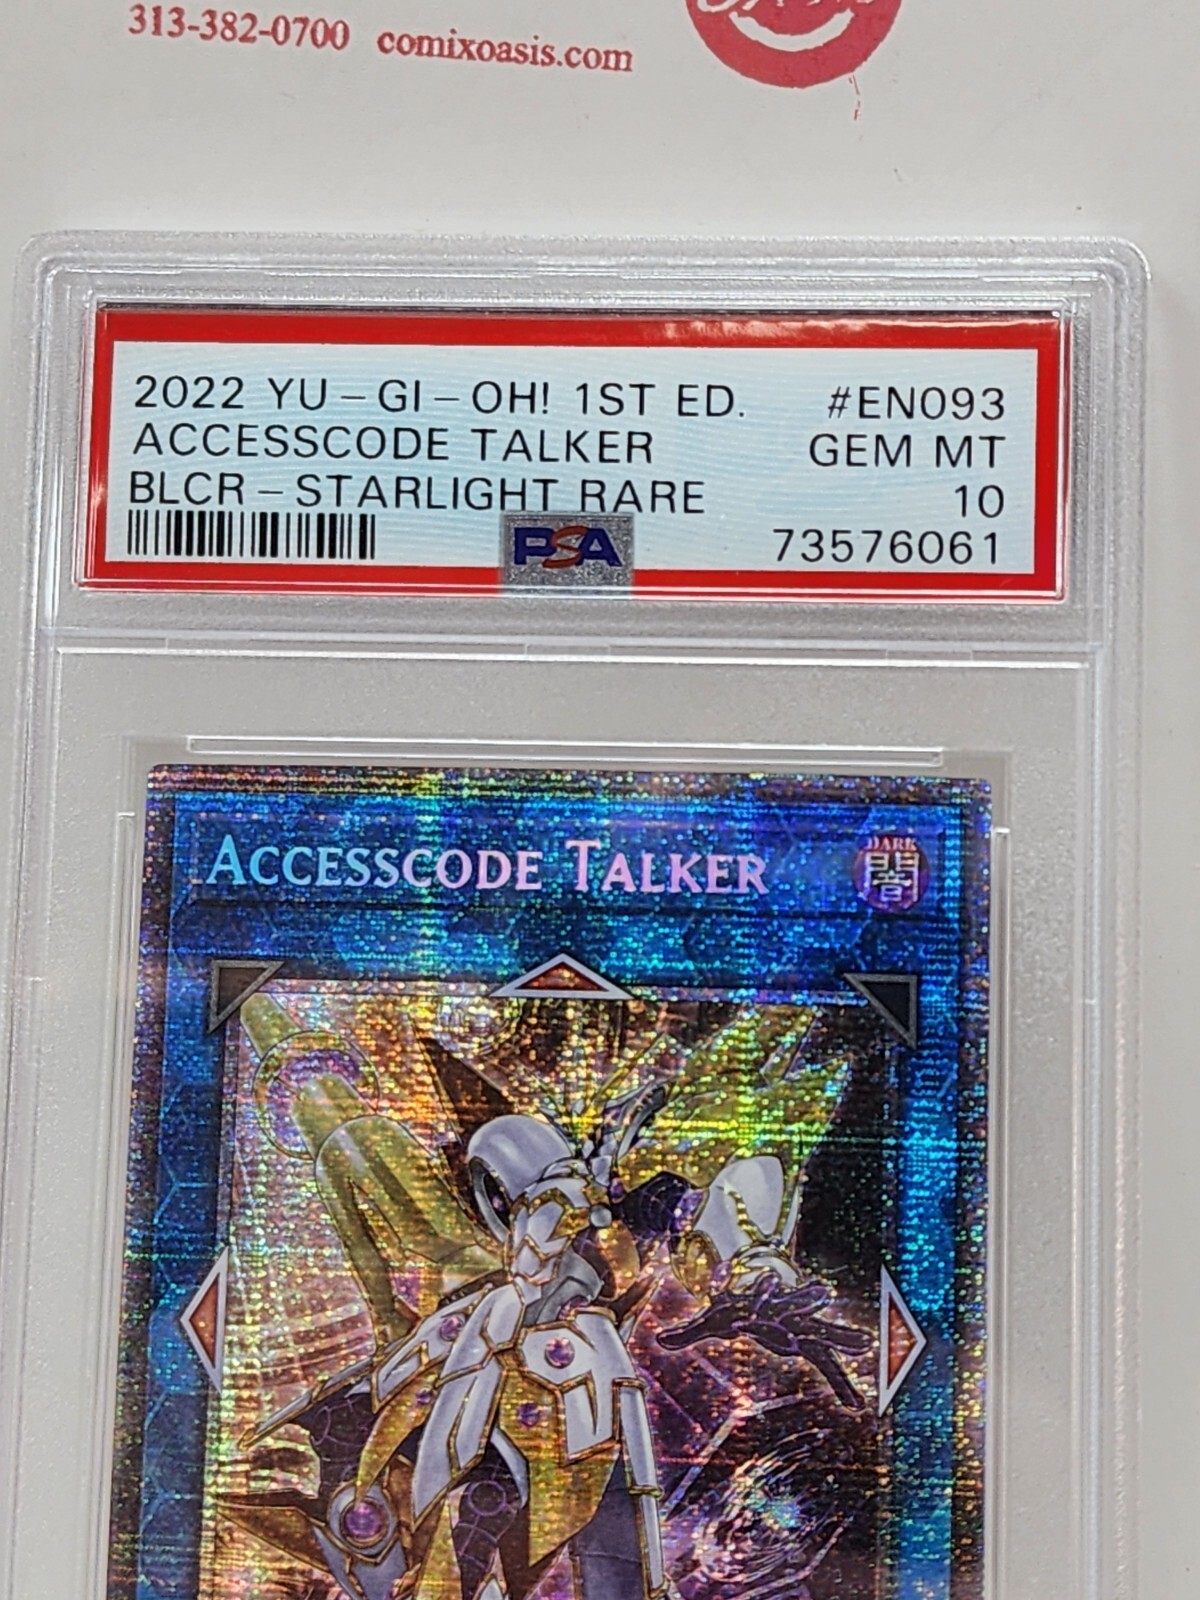 313-382-0700 comixoasis.com
2022 YU-GI-OH! 1ST ED. #EN093
ACCESSCODE TALKER GEM MT
BLCR-STARLIGHT RARE 10
PSA 73576061
ACCESSCODE TALKER
DARK
闇